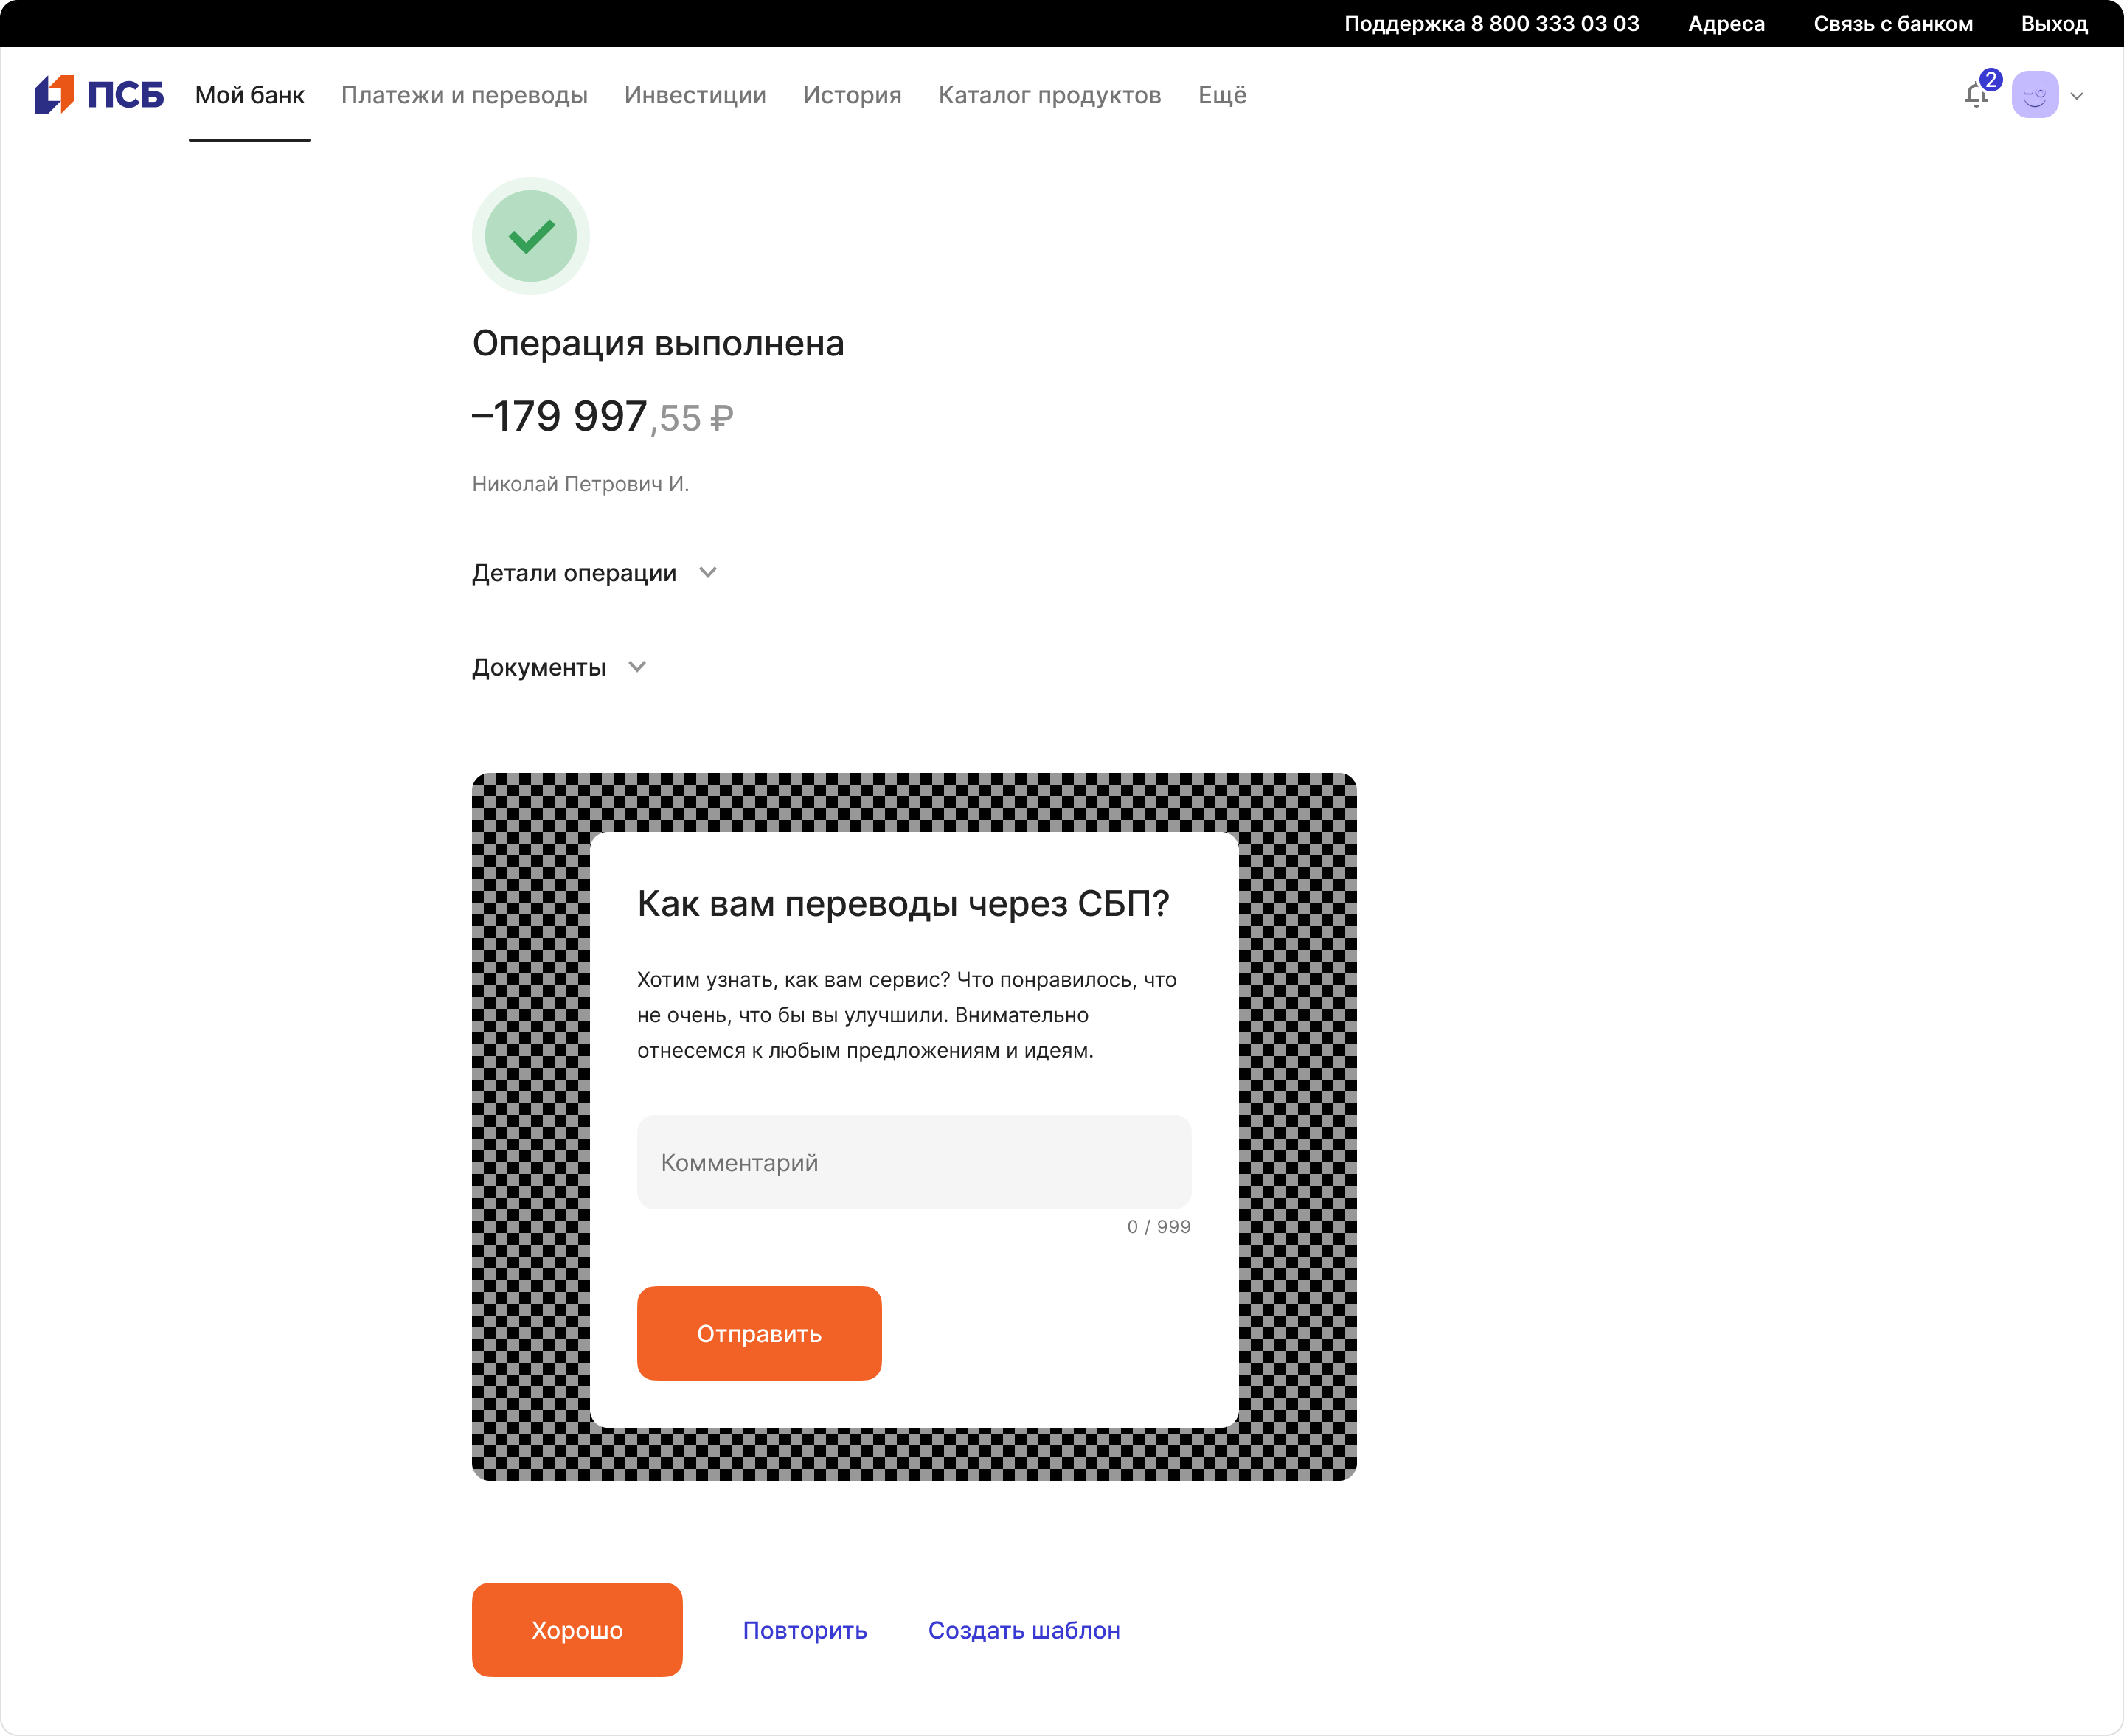 Поддержка 8 800 333 03 03 Адреса Связь с банком Выход
ПСБ Мой банк Платежи и переводы Инвестиции История Каталог продуктов Ещё 2
Операция выполнена
–179 997,55 ₽
Николай Петрович И.
Детали операции
Документы
Как вам переводы через СБП?
Хотим узнать, как вам сервис? Что понравилось, что
не очень, что бы вы улучшили. Внимательно
отнесемся к любым предложениям и идеям.
Комментарий
0 / 999
Отправить
Хорошо Повторить Создать шаблон